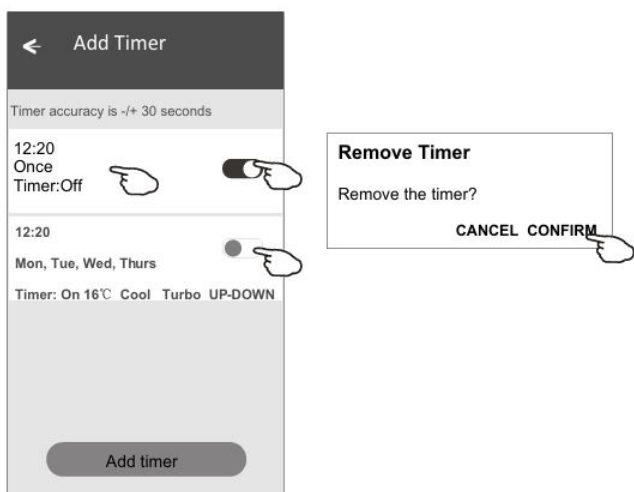 Add Timer
Timer accuracy is -/+ 30 seconds
12:20
Once
Timer:Off
12:20
Mon, Tue, Wed, Thurs
Timer: On 16℃ Cool Turbo UP-DOWN
Add timer
Remove Timer
Remove the timer?
CANCEL CONFIRM